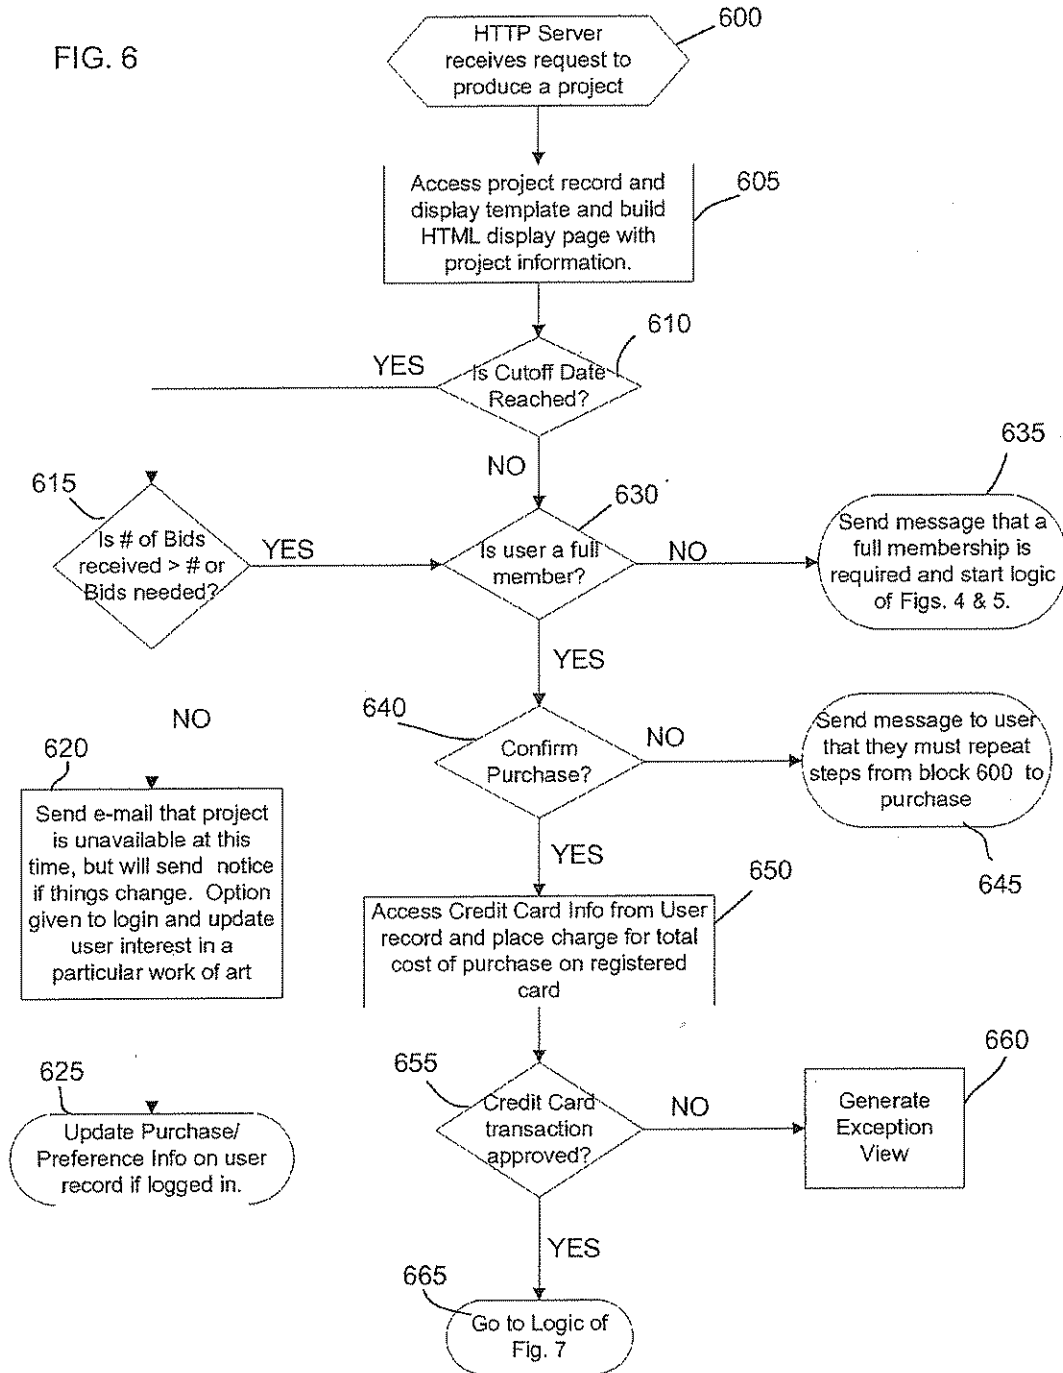 FIG. 6
600
HTTP Server
receives request to
produce a project
605
Access project record and
display template and build
HTML display page with
project information.
610
YES
Is Cutoff Date
Reached?
NO
615
Is # of Bids
received > # or
Bids needed?
YES
630
Is user a full
member?
NO
635
Send message that a
full membership is
required and start logic
of Figs. 4 & 5.
YES
NO
640
Confirm
Purchase?
NO
Send message to user
that they must repeat
steps from block 600 to
purchase
645
620
Send e-mail that project
is unavailable at this
time, but will send notice
if things change. Option
given to login and update
user interest in a
particular work of art
YES
650
Access Credit Card Info from User
record and place charge for total
cost of purchase on registered
card
625
Update Purchase/
Preference Info on user
record if logged in.
655
Credit Card
transaction
approved?
NO
660
Generate
Exception
View
YES
665
Go to Logic of
Fig. 7